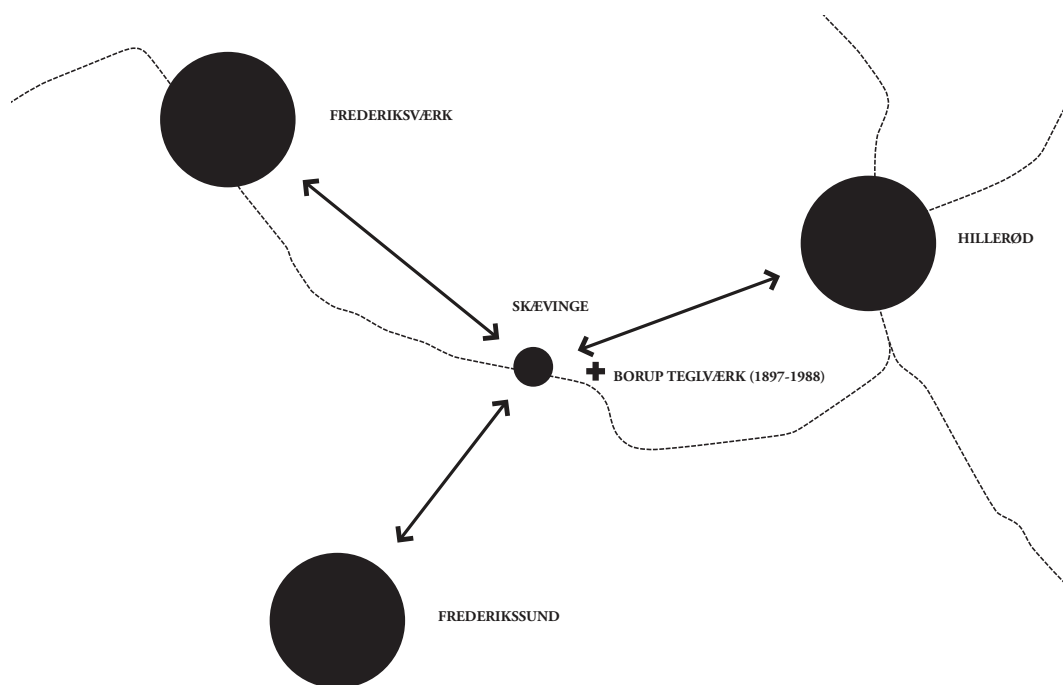 FREDERIKSVÆRK
HILLERØD
SKÆVINGE
BORUP TEGLVÆRK (1897-1988)
FREDERIKSSUND